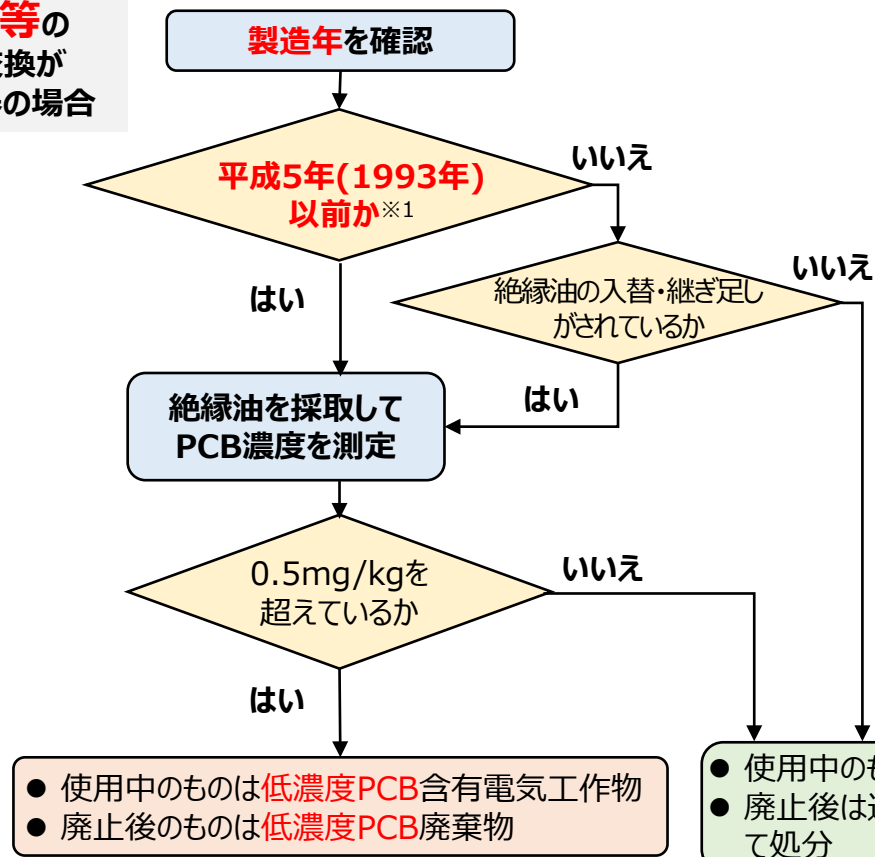 等の
換が
の場合
製造年を確認
平成5年(1993年)
以前か※1
いいえ
はい
絶縁油の入替・継ぎ足し
がされているか
いいえ
はい
絶縁油を採取して
PCB濃度を測定
0.5mg/kgを
超えているか
いいえ
はい
● 使用中のものは低濃度PCB含有電気工作物
● 廃止後のものは低濃度PCB廃棄物
● 使用中のも
● 廃止後は
て処分